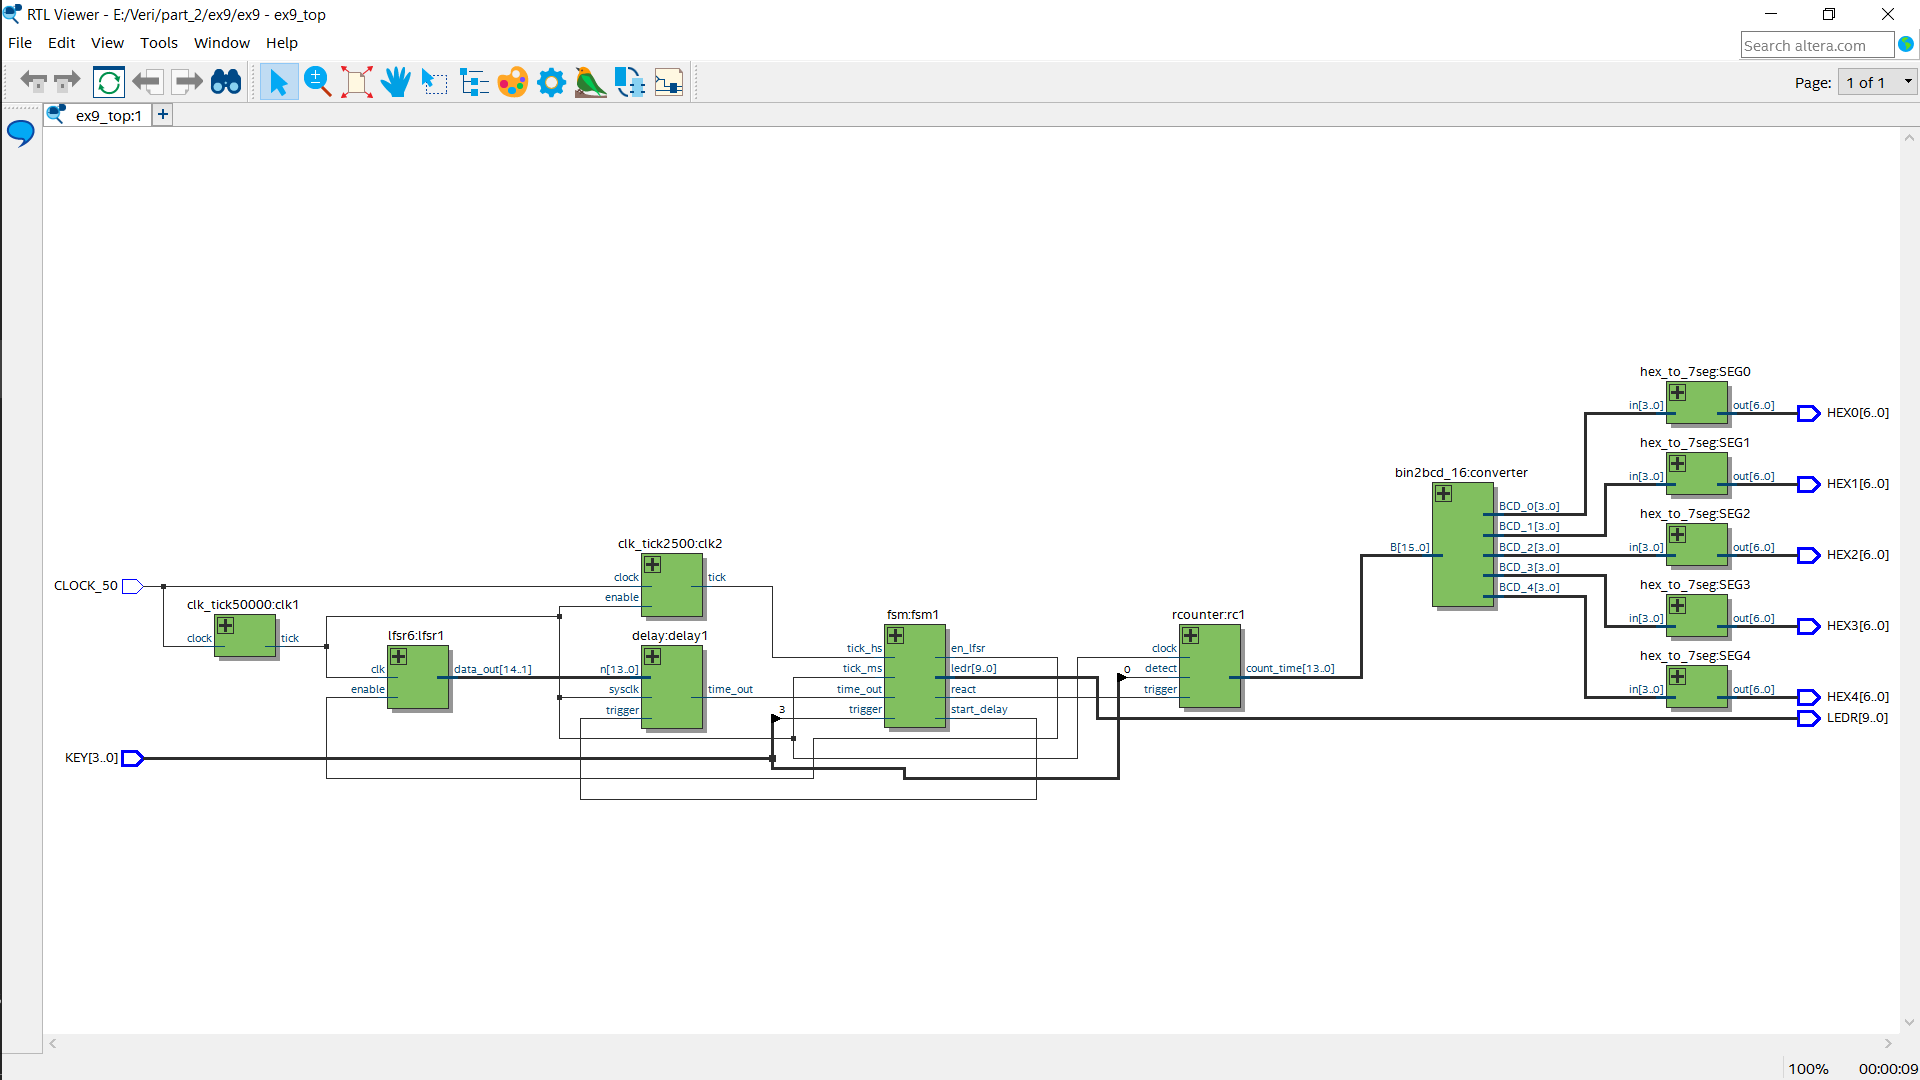 RTL Viewer - E:/Veri/part_2/ex9/ex9 - ex9_top
File Edit View Tools Window Help
Search altera.com
Page: 1 of 1
ex9_top:1
hex_to_7seg:SEG0
in[3..0] out[6..0] HEX0[6..0]
hex_to_7seg:SEG1
in[3..0] out[6..0] HEX1[6..0]
bin2bcd_16:converter
BCD_0[3..0]
BCD_1[3..0]
B[15..0] BCD_2[3..0]
BCD_3[3..0]
BCD_4[3..0]
hex_to_7seg:SEG2
in[3..0] out[6..0] HEX2[6..0]
hex_to_7seg:SEG3
in[3..0] out[6..0] HEX3[6..0]
hex_to_7seg:SEG4
in[3..0] out[6..0] HEX4[6..0]
LEDR[9..0]
clk_tick2500:clk2
clock tick
enable
CLOCK_50
clk_tick50000:clk1
clock tick
lfsr6:lfsr1
clk data_out[14..1]
enable
delay:delay1
n[13..0]
sysclk time_out
trigger
fsm:fsm1
tick_hs en_lfsr
tick_ms ledr[9..0]
time_out react
trigger start_delay
3
rcounter:rc1
clock
0 detect count_time[13..0]
trigger
KEY[3..0]
100% 00:00:09